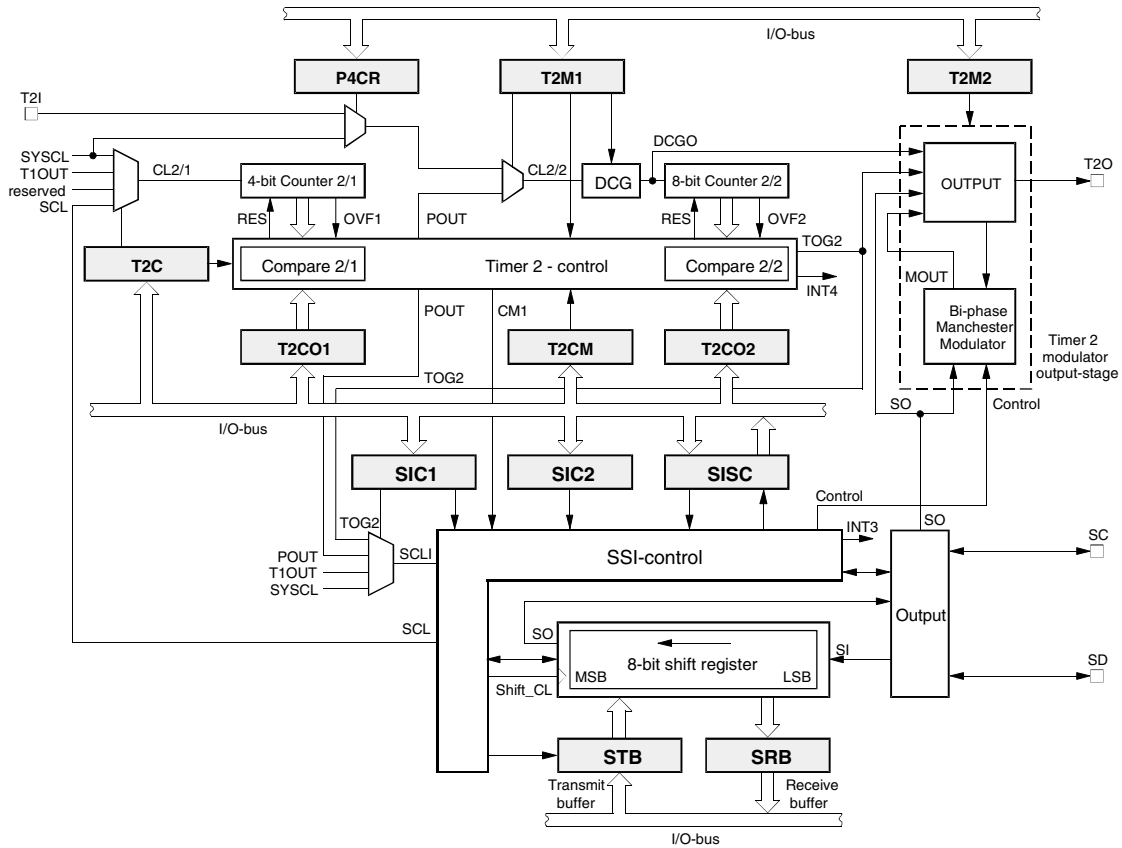 I/O-bus
P4CR
T2M1
T2M2
T2I
DCGO
SYSCL
T1OUT
reserved
SCL
CL2/1
4-bit Counter 2/1
CL2/2
DCG
8-bit Counter 2/2
OUTPUT
T2O
RES
OVF1
POUT
RES
OVF2
TOG2
T2C
Compare 2/1
Timer 2 - control
Compare 2/2
INT4
MOUT
POUT
CM1
Bi-phase
Manchester
Modulator
Timer 2
modulator
output-stage
T2CO1
T2CM
T2CO2
TOG2
SO
Control
I/O-bus
SIC1
SIC2
SISC
Control
TOG2
INT3
SO
SC
POUT
T1OUT
SYSCL
SCLI
SSI-control
Output
SCL
SO
8-bit shift register
MSB
LSB
SI
SD
Shift_CL
STB
SRB
Transmit
buffer
Receive
buffer
I/O-bus